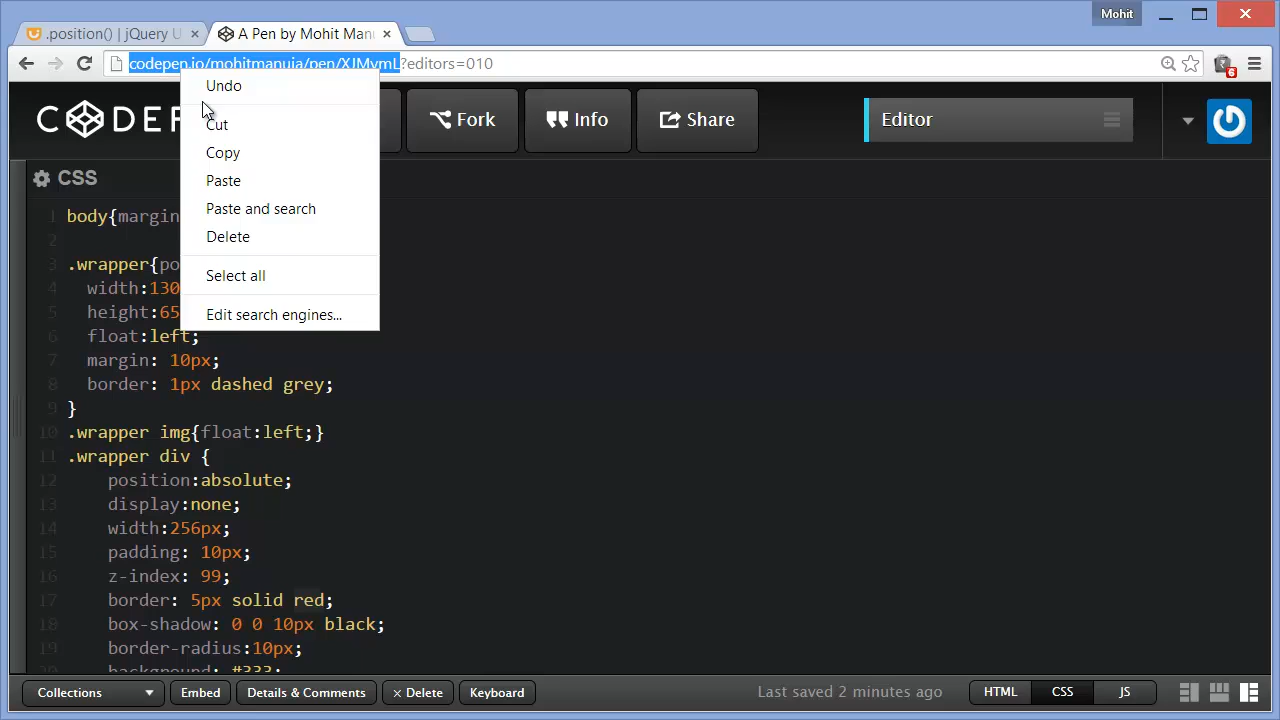 Mohit
.position() | jQuery U
A Pen by Mohit Manu
codepen.io/mohitmanuja/pen/XJMvmL?editors=010
6
Undo
Cut
Copy
Paste
Paste and search
Delete
Select all
Edit search engines...
Fork
Info
Share
Editor
CSS
1 body{margin
2
3 .wrapper{po
4 width:130
5 height:65
6 float:left;
7 margin: 10px;
8 border: 1px dashed grey;
9 }
10 .wrapper img{float:left;}
11 .wrapper div {
12 position:absolute;
13 display:none;
14 width:256px;
15 padding: 10px;
16 z-index: 99;
17 border: 5px solid red;
18 box-shadow: 0 0 10px black;
19 border-radius:10px;
20 background: #333;
Collections
Embed
Details & Comments
× Delete
Keyboard
Last saved 2 minutes ago
HTML
CSS
JS